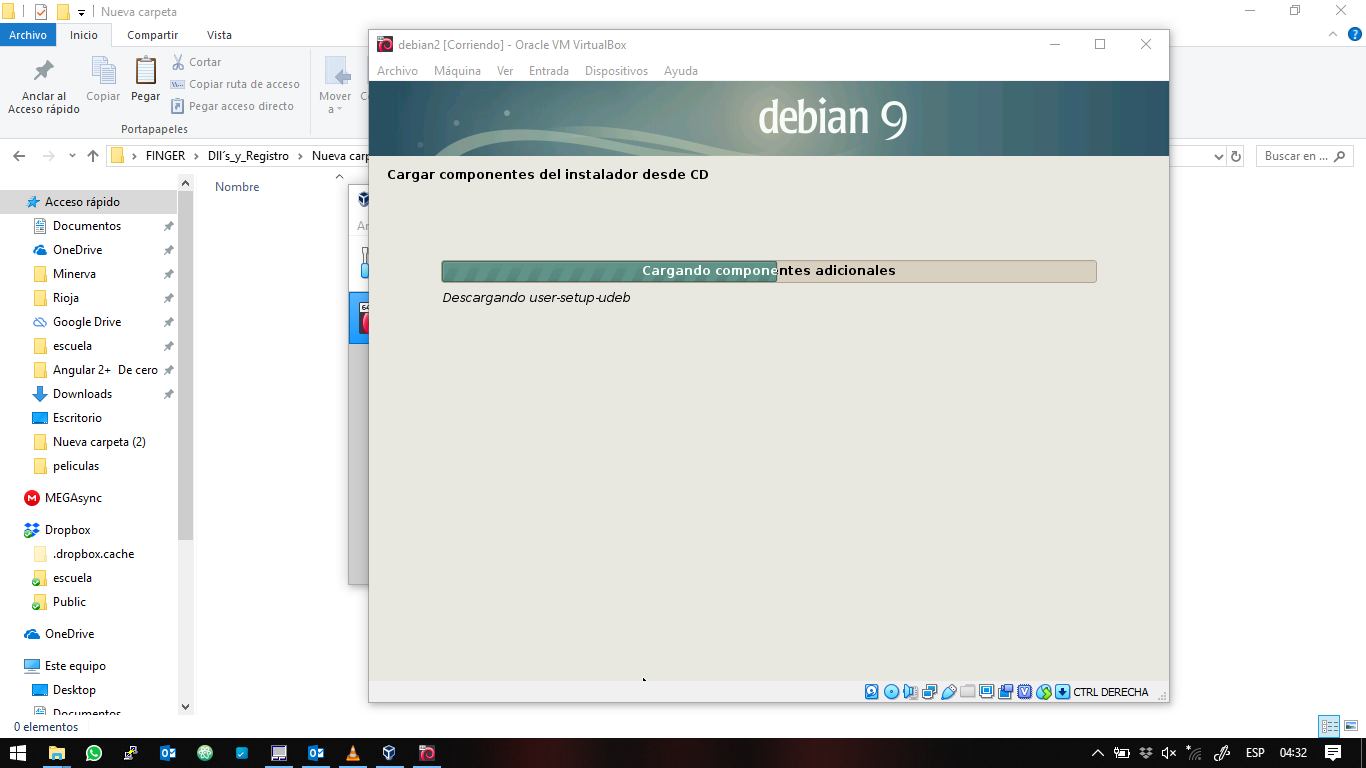 Nueva carpeta
Archivo
Inicio
Compartir
Vista
Anclar al
Acceso rápido
Copiar
Pegar
Cortar
Copiar ruta de acceso
Pegar acceso directo
Mover
a
Portapapeles
FINGER
Dll´s_y_Registro
Nueva carp
Buscar en ...
Acceso rápido
Documentos
OneDrive
Minerva
Rioja
Google Drive
escuela
Angular 2+ De cero
Downloads
Escritorio
Nueva carpeta (2)
peliculas
MEGAsync
Dropbox
.dropbox.cache
escuela
Public
OneDrive
Este equipo
Desktop
Documentos
Nombre
0 elementos
debian2 [Corriendo] - Oracle VM VirtualBox
Archivo
Máquina
Ver
Entrada
Dispositivos
Ayuda
debian 9
Cargar componentes del instalador desde CD
Cargando componentes adicionales
Descargando user-setup-udeb
CTRL DERECHA
ESP
04:32